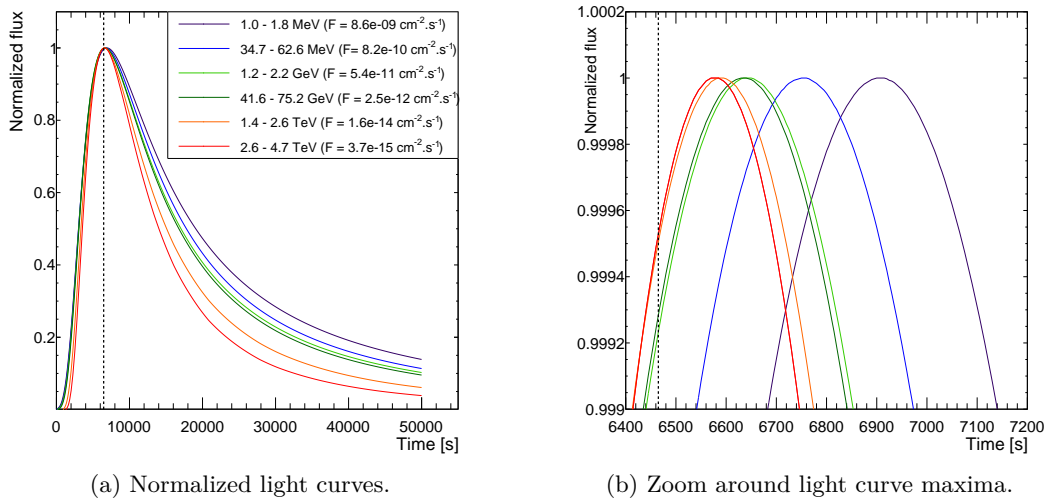 Normalized flux
1
0.8
0.6
0.4
0.2
0 10000 20000 30000 40000 50000
Time [s]
1.0 - 1.8 MeV [F = 8.6e-09 cm-2.s-1)
34.7 - 62.6 MeV [F= 8.2e-10 cm-2.s-1)
1.2 - 2.2 GeV [F = 5.4e-11 cm-2.s-1)
41.6 - 75.2 GeV (F = 2.5e-12 cm-2.s-1)
1.4 - 2.6 TeV (F = 1.6e-14 cm-2.s-1)
2.6 - 4.7 TeV (F = 3.7e-15 cm-2.s-1)
(a) Normalized light curves.
Normalized flux
1.0002
1
0.9998
0.9996
0.9994
0.9992
0.999
6400 6500 6600 6700 6800 6900 7000 7100 7200
Time [s]
(b) Zoom around light curve maxima.